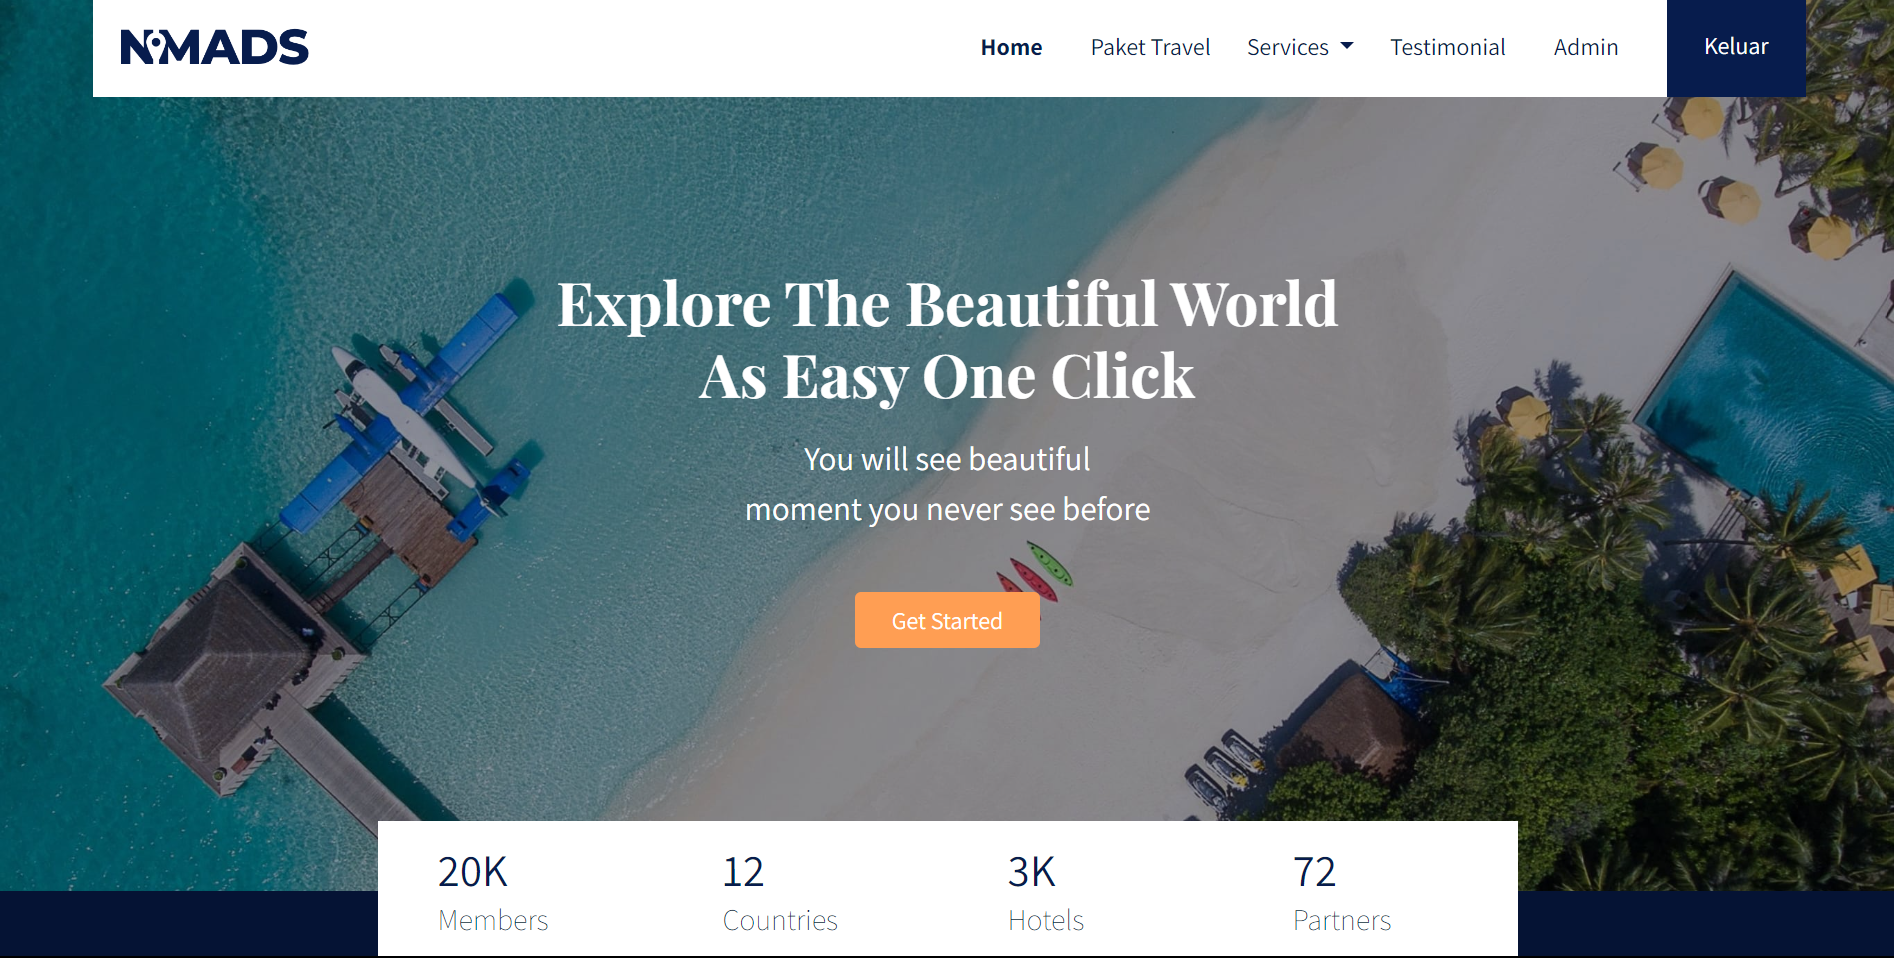 NOMADS
Home Paket Travel Services Testimonial Admin Keluar
Explore The Beautiful World
As Easy One Click
You will see beautiful
moment you never see before
Get Started
20K 12 3K 72
Members Countries Hotels Partners